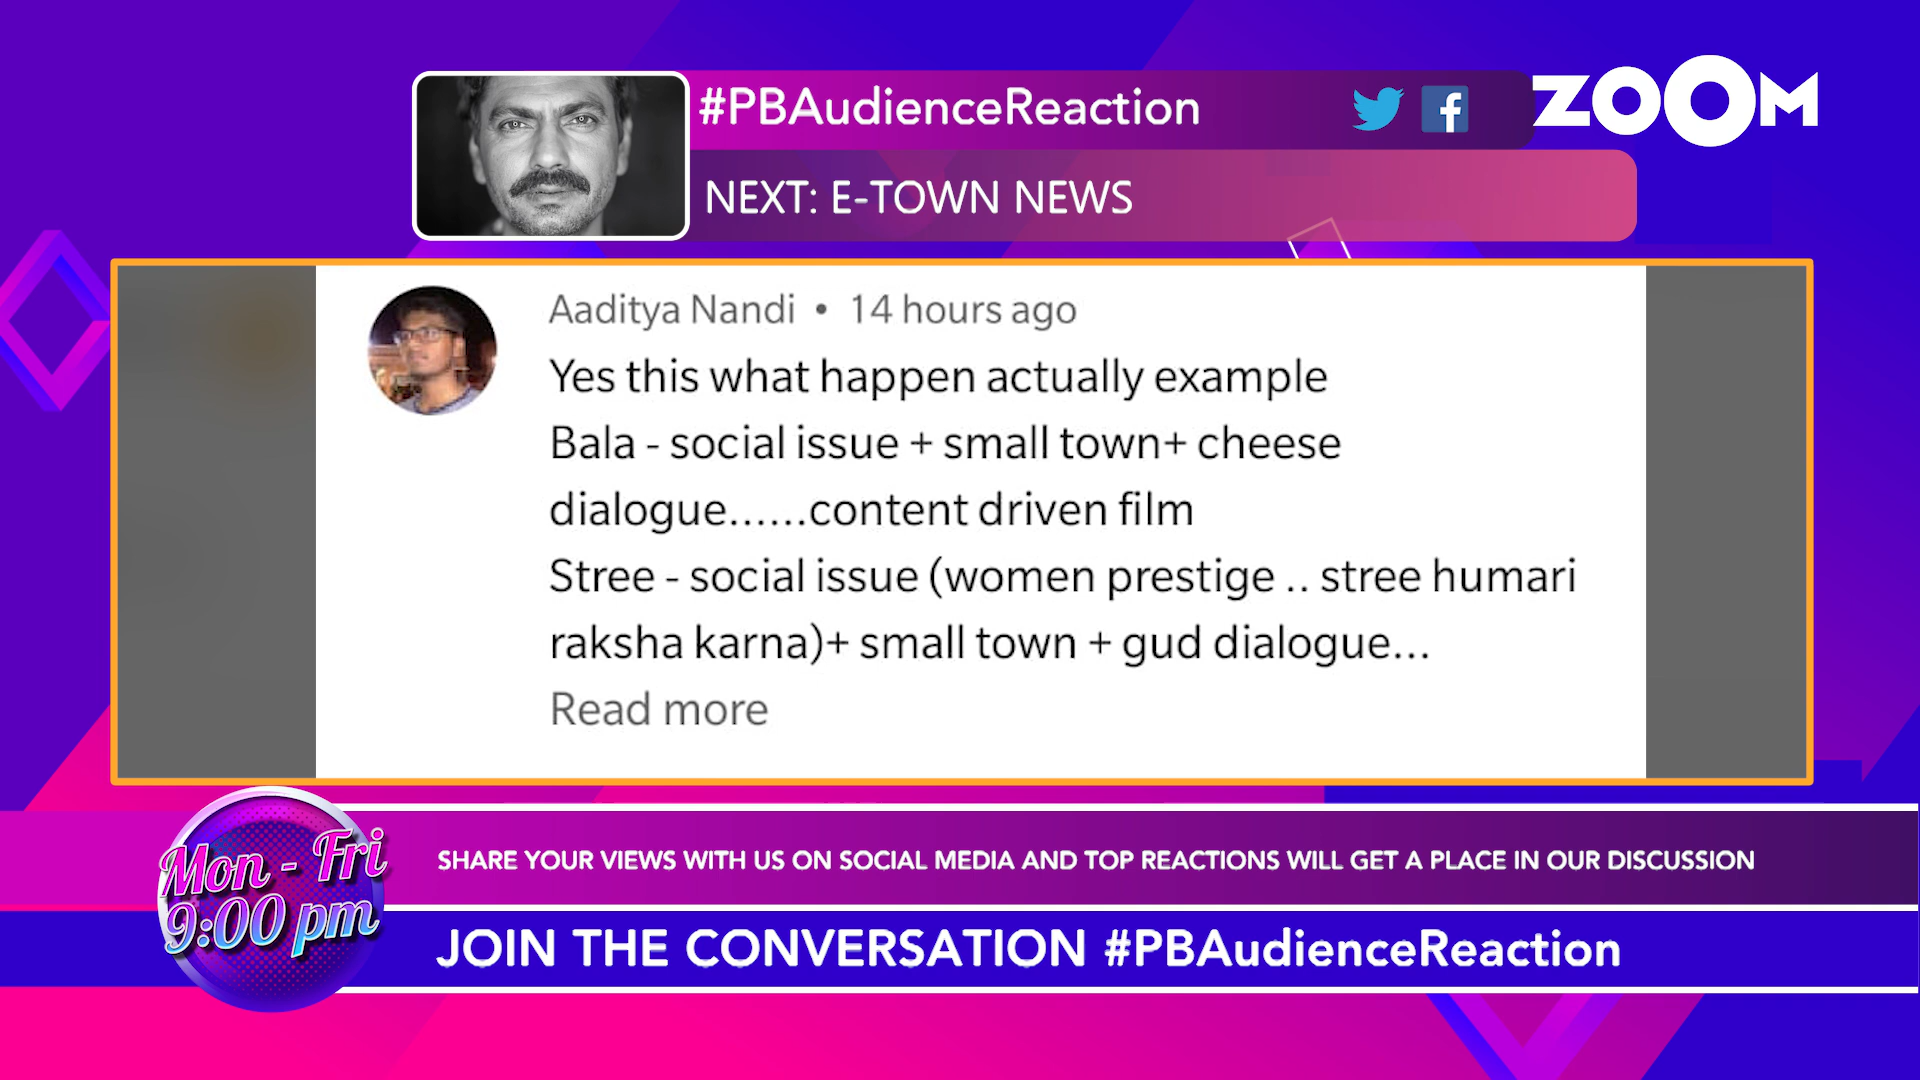 #PBAudienceReaction
ZOOM
NEXT: E-TOWN NEWS
Aaditya Nandi • 14 hours ago
Yes this what happen actually example
Bala - social issue + small town+ cheese
dialogue......content driven film
Stree - social issue (women prestige .. stree humari
raksha karna)+ small town + gud dialogue...
Read more
Mon - Fri
9:00 pm
SHARE YOUR VIEWS WITH US ON SOCIAL MEDIA AND TOP REACTIONS WILL GET A PLACE IN OUR DISCUSSION
JOIN THE CONVERSATION #PBAudienceReaction